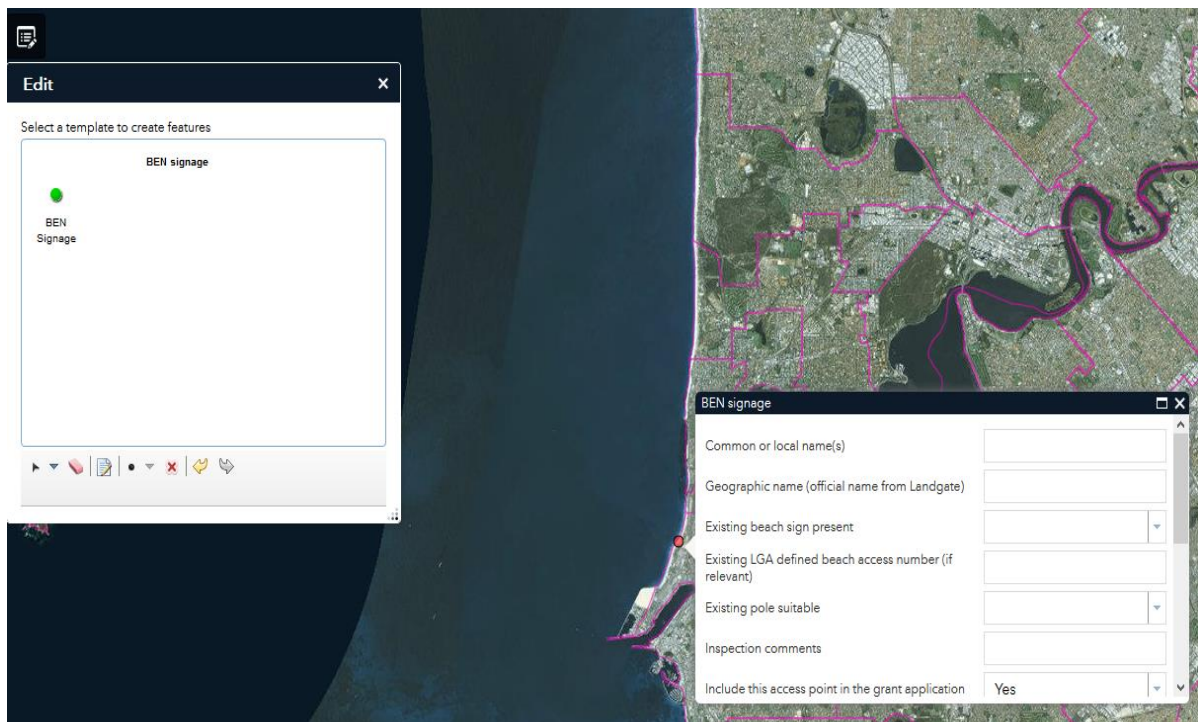 Edit
Select a template to create features
BEN signage
BEN
Signage
BEN signage
Common or local name(s)
Geographic name (official name from Landgate)
Existing beach sign present
Existing LGA defined beach access number (if
relevant)
Existing pole suitable
Inspection comments
Include this access point in the grant application
Yes